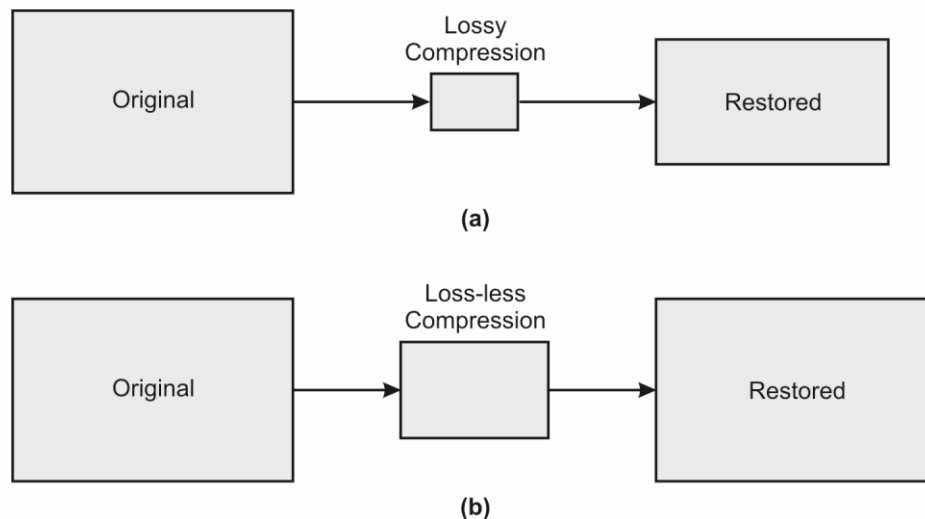 Lossy
Compression
Original
Restored
(a)
Loss-less
Compression
Original
Restored
(b)